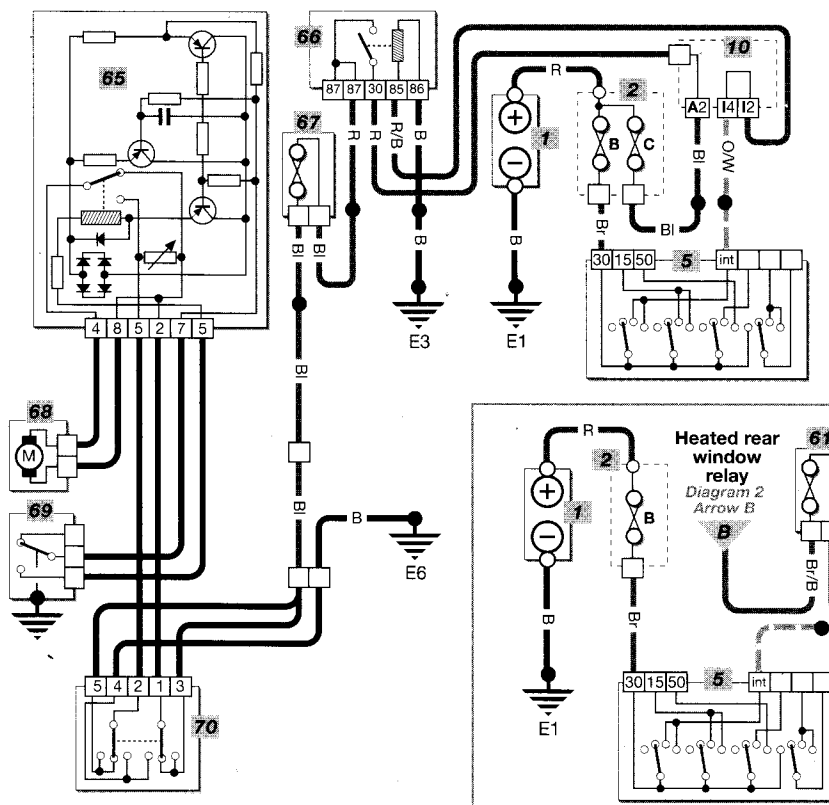 65
4 8 5 2 7 5
66
87 87 30 85 86
67
R
R
R/B
B
Bl
Bl
B
E3
1
R
B
E1
2
B
C
Br
Bl
10
A2 I4 I2
Bl
O/W
30 15 50
5
int
68
M
69
Bl
Bl
B
E6
5 4 2 1 3
70
R
1
B
E1
2
B
Br
Heated rear
window
relay
Diagram 2
Arrow B
B
61
Br/B
30 15 50
5
int